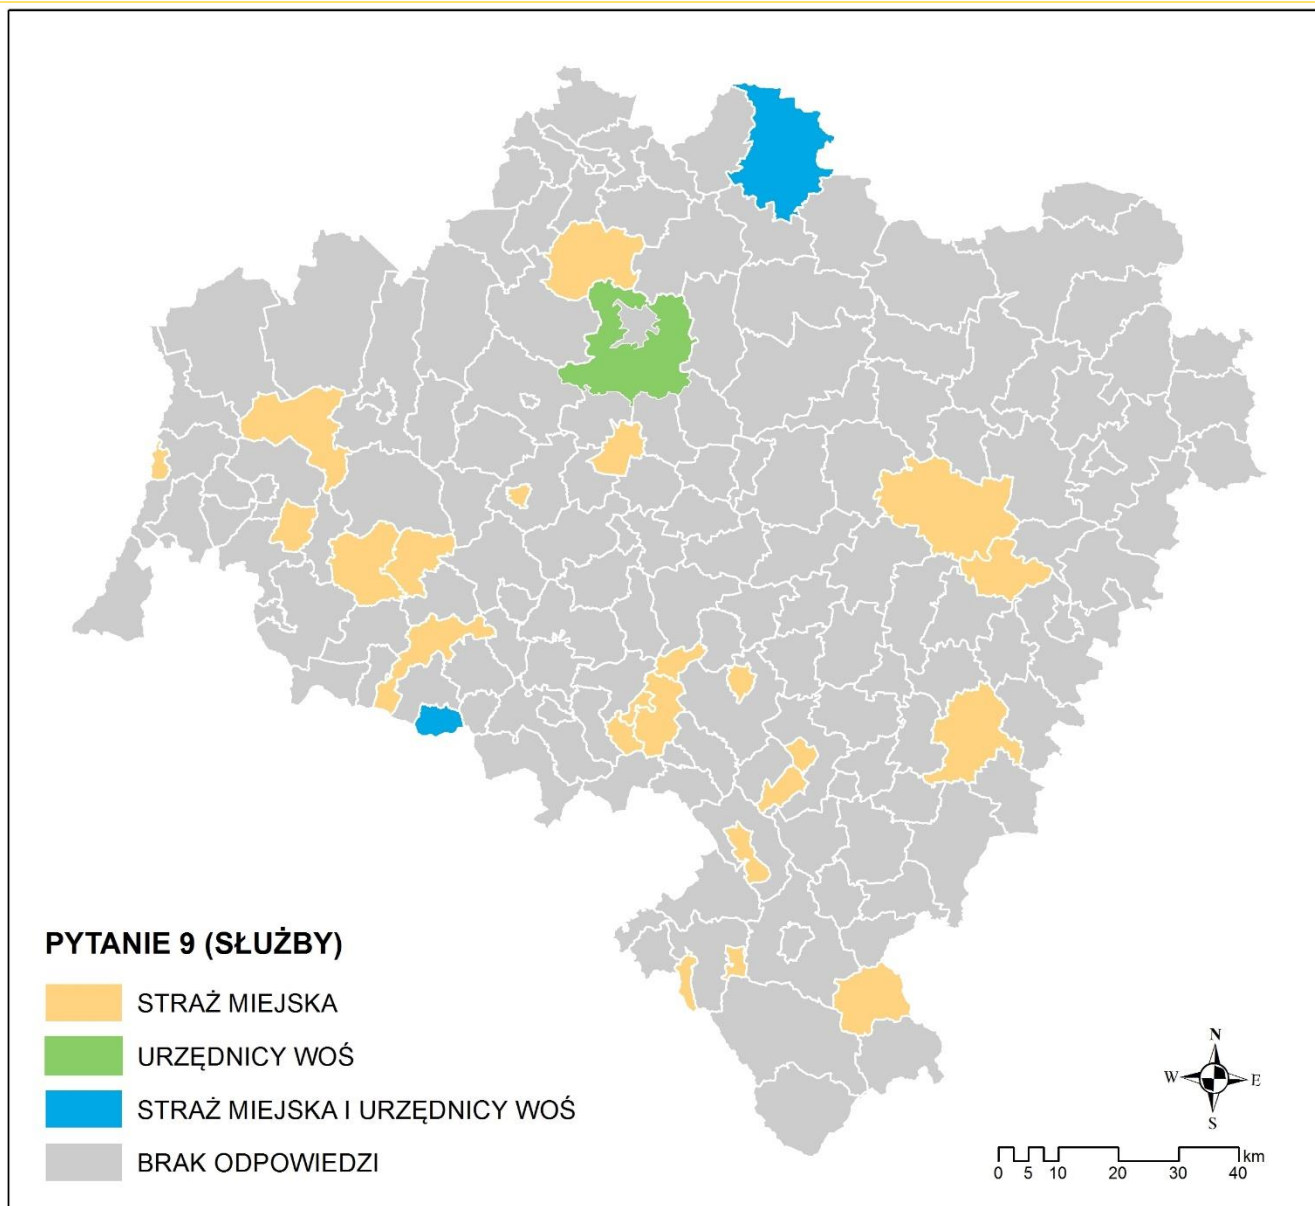 PYTANIE 9 (SŁUŻBY)
STRAŻ MIEJSKA
URZĘDNICY WOŚ
STRAŻ MIEJSKA I URZĘDNICY WOŚ
BRAK ODPOWIEDZI
N
W E
S
km
0 5 10 20 30 40